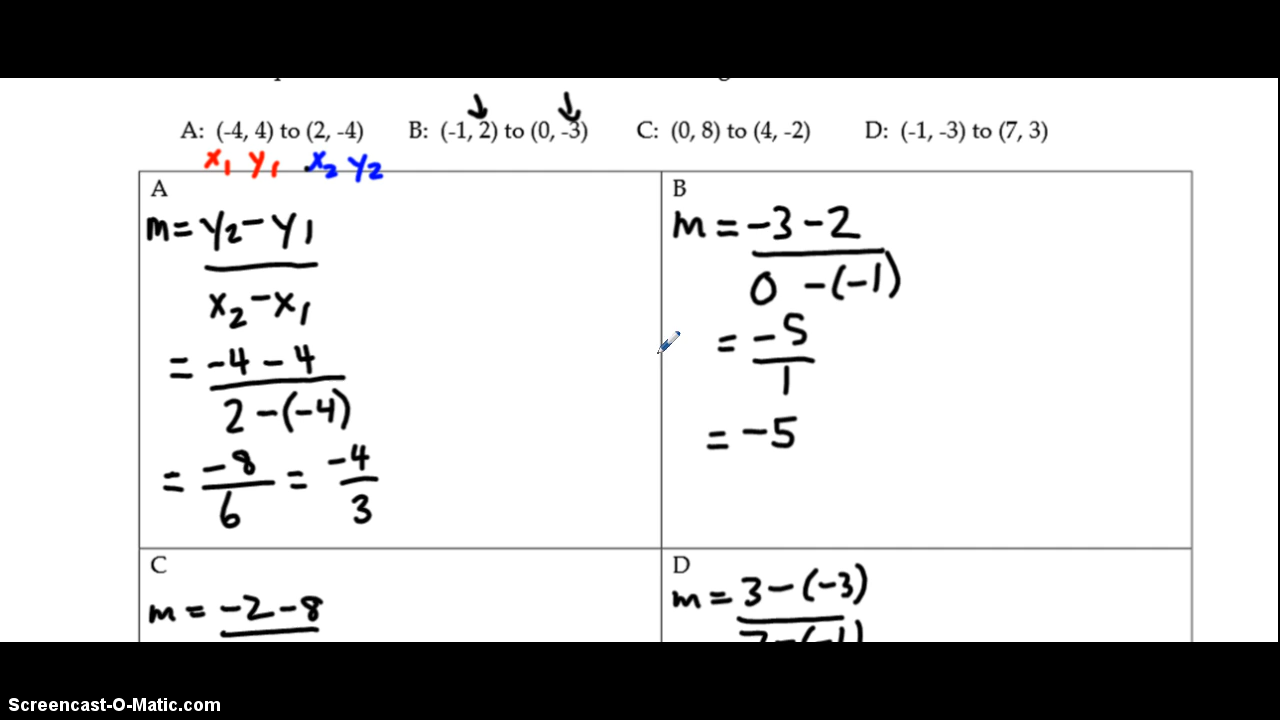 A: (-4, 4) to (2, -4) B: (-1, 2) to (0, -3) C: (0, 8) to (4, -2) D: (-1, -3) to (7, 3)
x₁ y₁ x₂ y₂
A
m = y₂ - y₁
x₂ - x₁
= -4 - 4
2 - (-4)
= -8 = -4
6 3
B
m = -3 - 2
0 - (-1)
= -5
1
= -5
C
m = -2 - 8
D
m = 3 - (-3)
7 - (-1)
Screencast-O-Matic.com